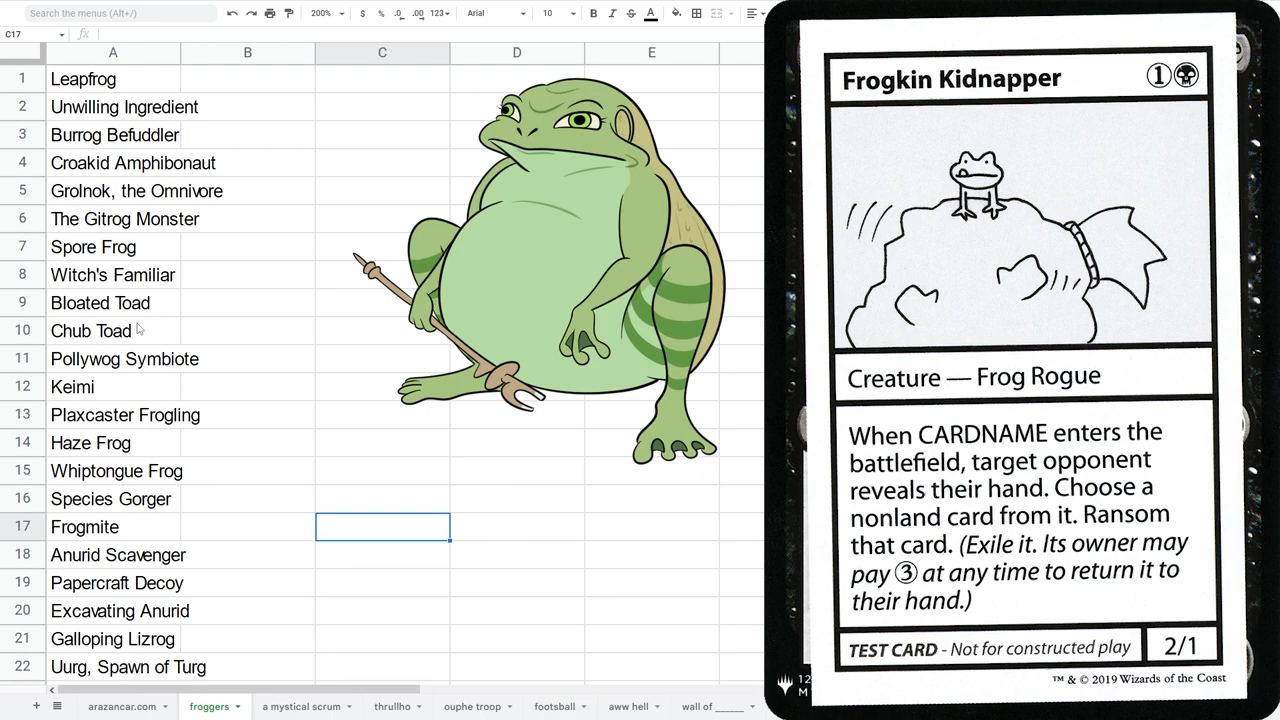 Search the menus (Alt+/)
200%
$
%
.0
.00
123
Arial
10
B
I
S
A
C17
fx
A
B
C
D
E
1
Leapfrog
2
Unwilling Ingredient
3
Burrog Befuddler
4
Croakid Amphibonaut
5
Grolnok, the Omnivore
6
The Gitrog Monster
7
Spore Frog
8
Witch's Familiar
9
Bloated Toad
10
Chub Toad
11
Pollywog Symbiote
12
Keimi
13
Plaxcaster Frogling
14
Haze Frog
15
Whiptongue Frog
16
Species Gorger
17
Frogmite
18
Anurid Scavenger
19
Papercraft Decoy
20
Excavating Anurid
21
Galloping Lizrog
22
Uurg, Spawn of Turg
froggers
a mystical scrum
thrullho
ouphe
foosball
aww hell
wall of ______
Frogkin Kidnapper
1
Creature — Frog Rogue
When CARDNAME enters the
battlefield, target opponent
reveals their hand. Choose a
nonland card from it. Ransom
that card. (Exile it. Its owner may
pay 3 at any time to return it to
their hand.)
TEST CARD - Not for constructed play
2/1
™ & © 2019 Wizards of the Coast
12
M